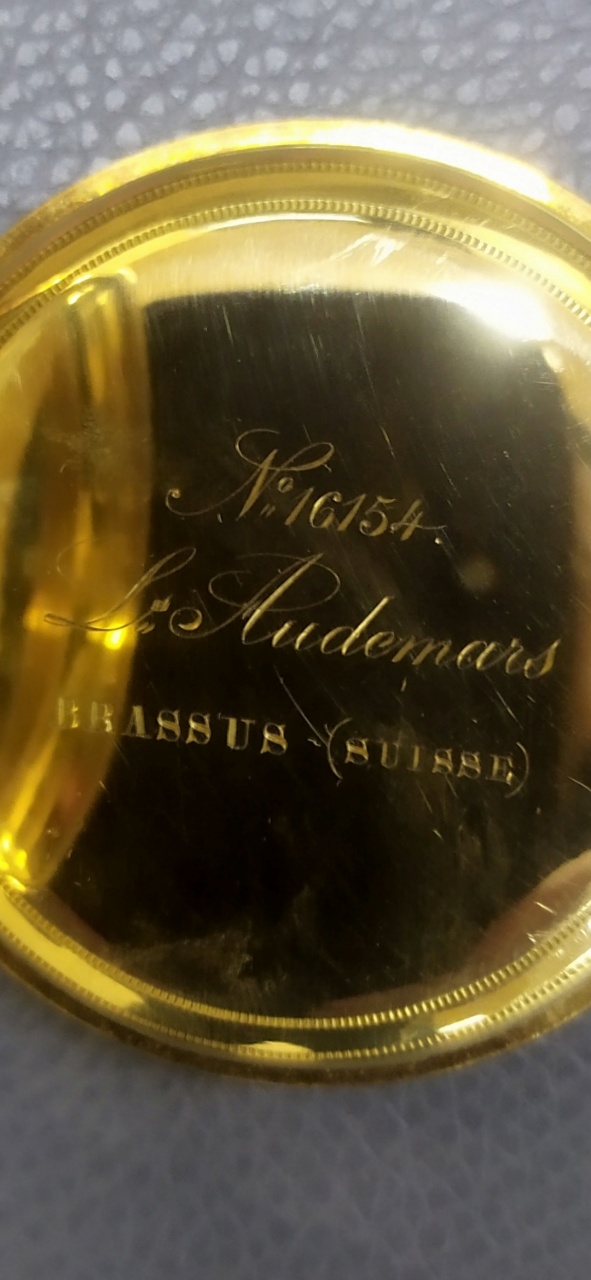 Nº 16154.
Ls Audemars
BRASSUS (SUISSE)